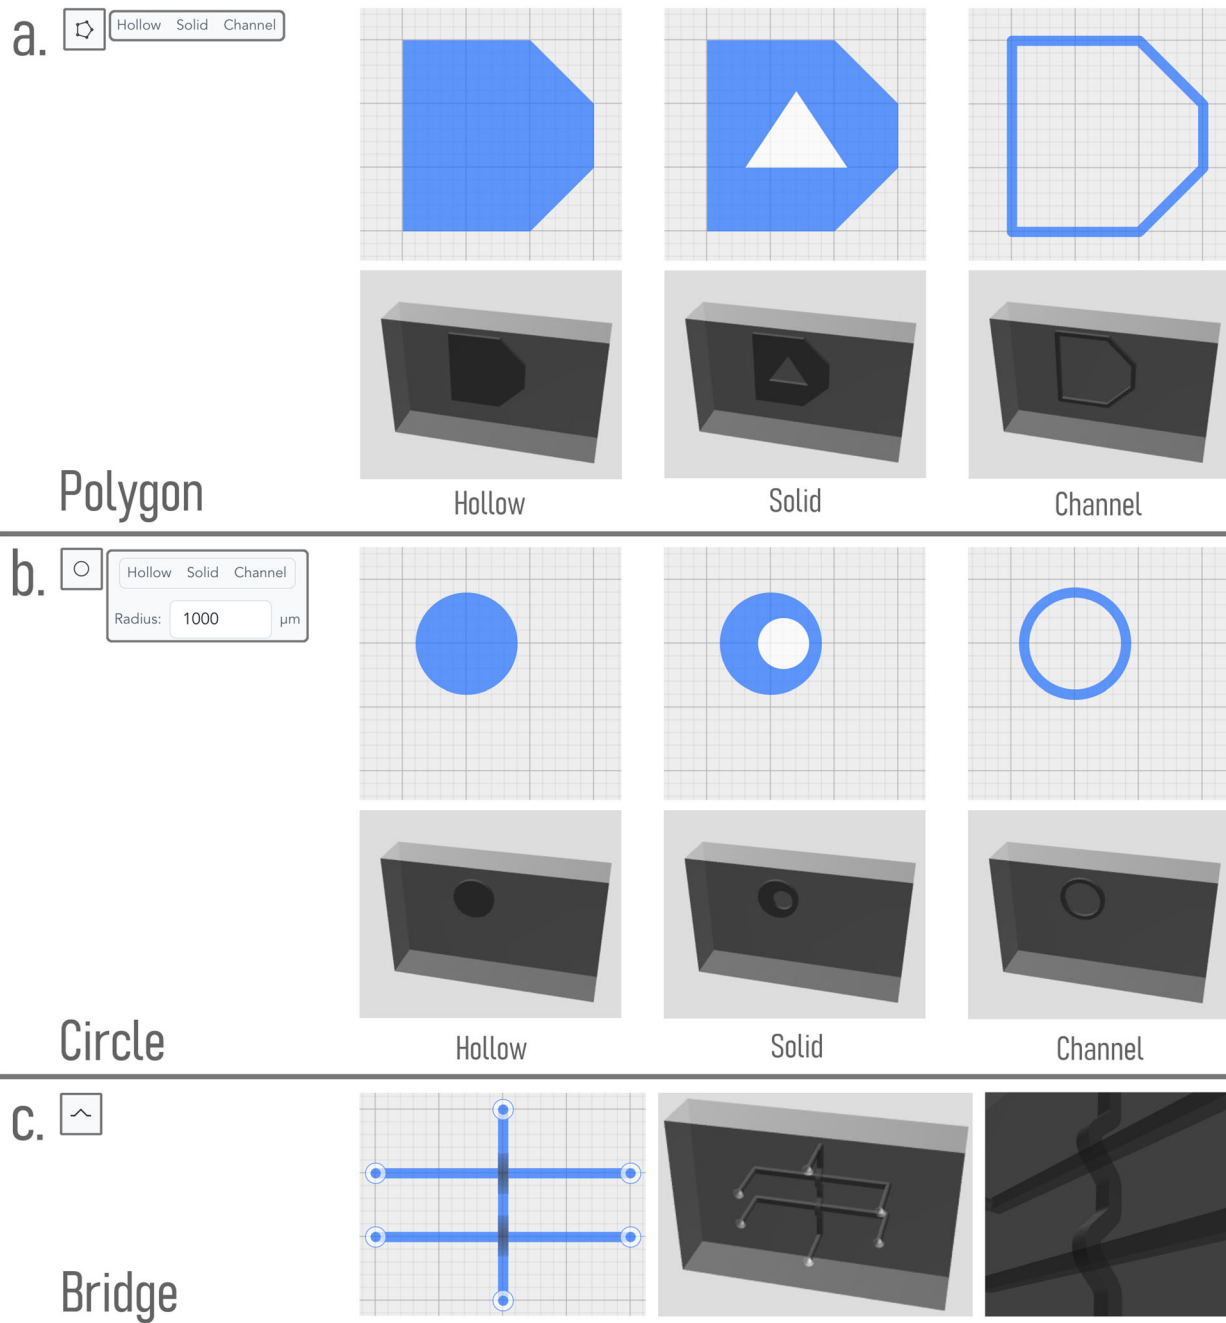 a.
Hollow Solid Channel
Polygon
Hollow
Solid
Channel
b.
Hollow Solid Channel
Radius: 1000 µm
Circle
Hollow
Solid
Channel
c.
Bridge